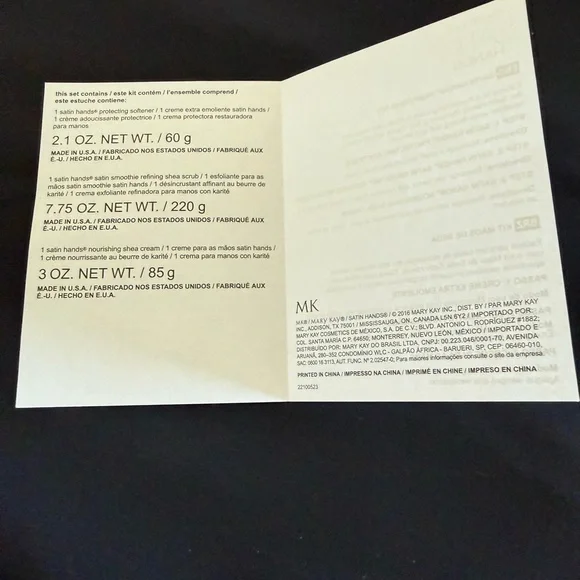 this set contains / este kit contém / l'ensemble comprend /
este estuche contiene:
1 satin hands® protecting softener / 1 creme extra emoliente satin hands /
1 crème adoucissante protectrice / 1 crema protectora restauradora
para manos
2.1 OZ. NET WT. / 60 g
MADE IN U.S.A. / FABRICADO NOS ESTADOS UNIDOS / FABRIQUÉ AUX
É.-U. / HECHO EN E.U.A.
1 satin hands® satin smoothie refining shea scrub / 1 esfoliante para as
mãos satin smoothie satin hands / 1 désincrustant affinant au beurre de
karité / 1 crema exfoliante refinadora para manos con karité
7.75 OZ. NET WT. / 220 g
MADE IN U.S.A. / FABRICADO NOS ESTADOS UNIDOS / FABRIQUÉ AUX
É.-U. / HECHO EN E.U.A.
1 satin hands® nourishing shea cream / 1 creme para as mãos satin hands /
1 crème nourrissante au beurre de karité / 1 crema para manos con karité
3 OZ. NET WT. / 85 g
MADE IN U.S.A. / FABRICADO NOS ESTADOS UNIDOS / FABRIQUÉ AUX
É.-U. / HECHO EN E.U.A.
MK
MK® / MARY KAY® / SATIN HANDS® / © 2016 MARY KAY INC., DIST. BY / PAR MARY KAY
INC., ADDISON, TX 75001 / MISSISSAUGA, ON, CANADA L5N 6Y2 / IMPORTADO POR:
MARY KAY COSMETICS DE MÉXICO, S.A. DE C.V.; BLVD. ANTONIO L. RODRÍGUEZ #1882;
COL. SANTA MARÍA C.P. 64650; MONTERREY, NUEVO LEÓN, MÉXICO / IMPORTADO E
DISTRIBUÍDO POR: MARY KAY DO BRASIL LTDA, CNPJ: 00.223.046/0001-70, AVENIDA
ARUANÃ, 280–352 CONDOMÍNIO WLC - GALPÃO ÁFRICA - BARUERI, SP, CEP: 06460-010,
SAC: 0800 16 3113, AUT. FUNC. Nº 2.02547-0; Para maiores informações consulte o site da empresa.
PRINTED IN CHINA / IMPRESSO NA CHINA / IMPRIMÉ EN CHINE / IMPRESO EN CHINA
22100523